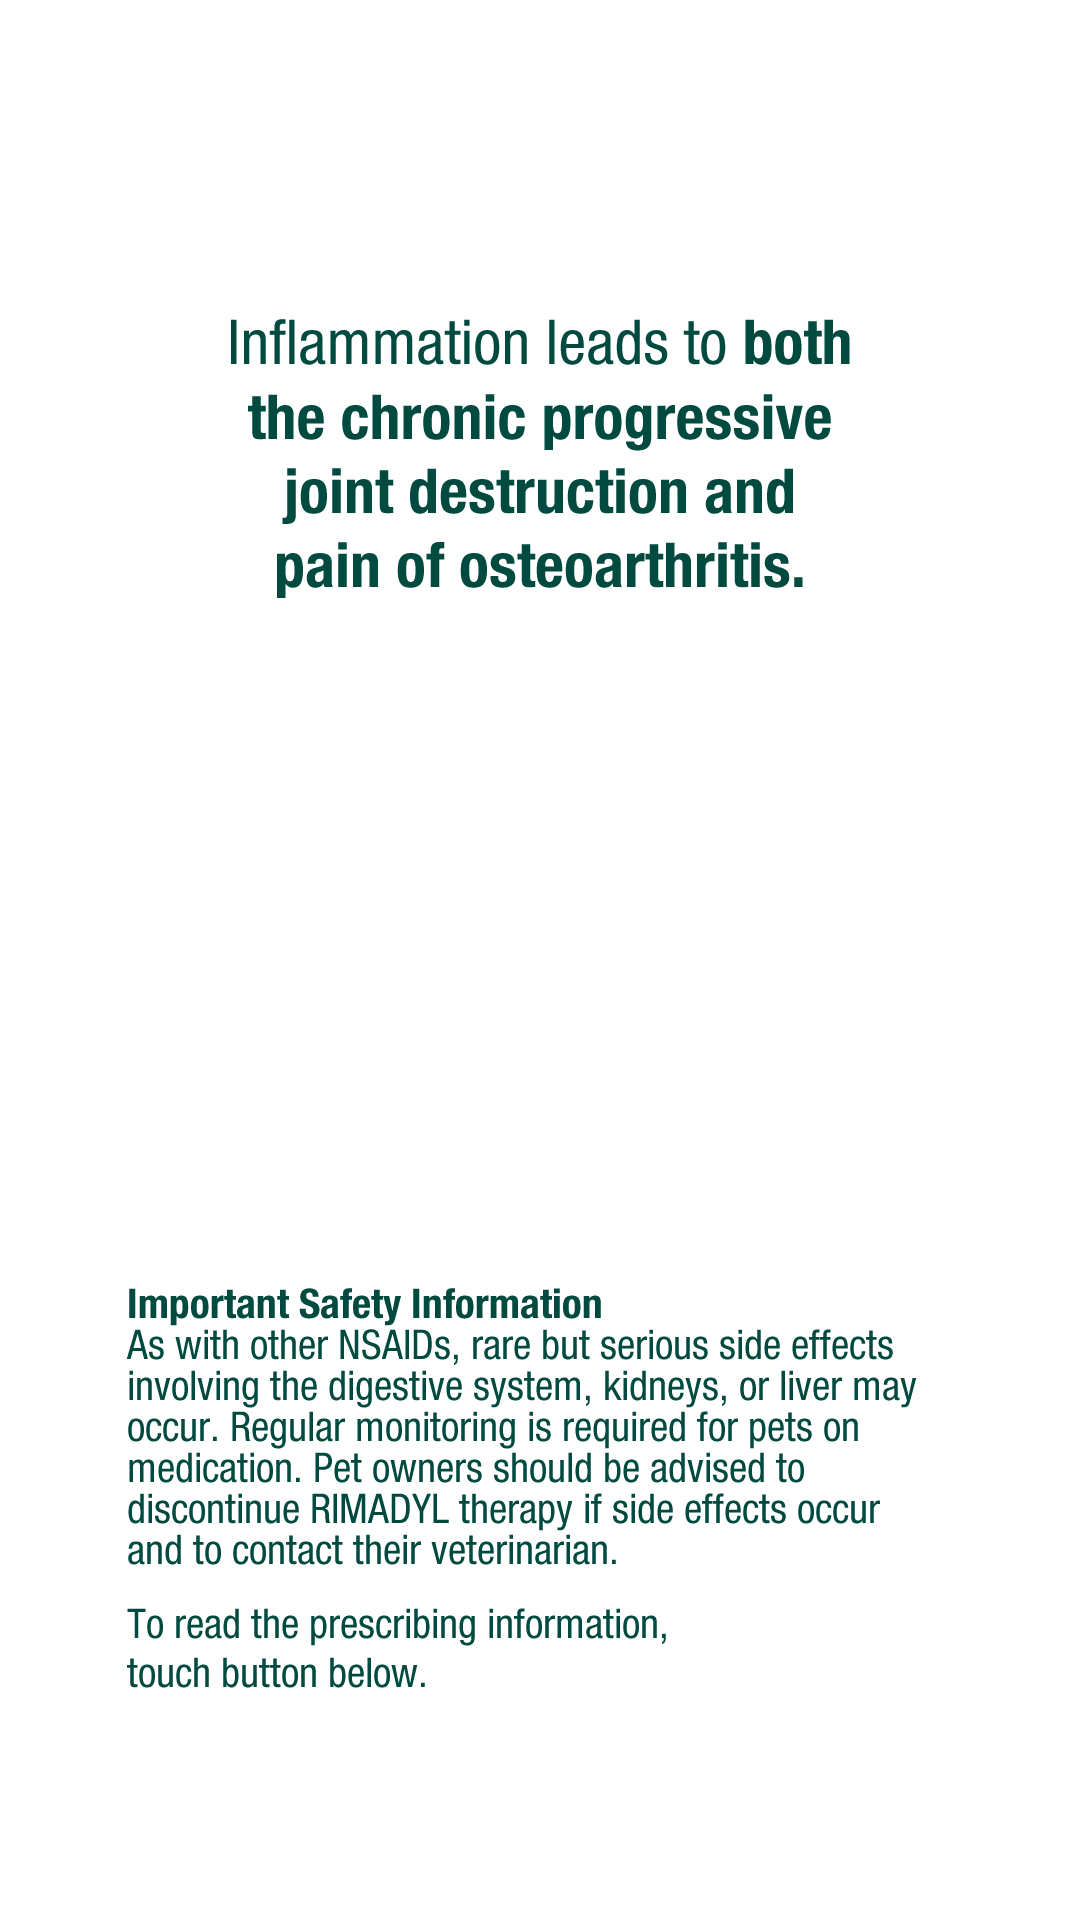 Inflammation leads to both
the chronic progressive
joint destruction and
pain of osteoarthritis.
Important Safety Information
As with other NSAIDs, rare but serious side effects
involving the digestive system, kidneys, or liver may
occur. Regular monitoring is required for pets on
medication. Pet owners should be advised to
discontinue RIMADYL therapy if side effects occur
and to contact their veterinarian.
To read the prescribing information,
touch button below.